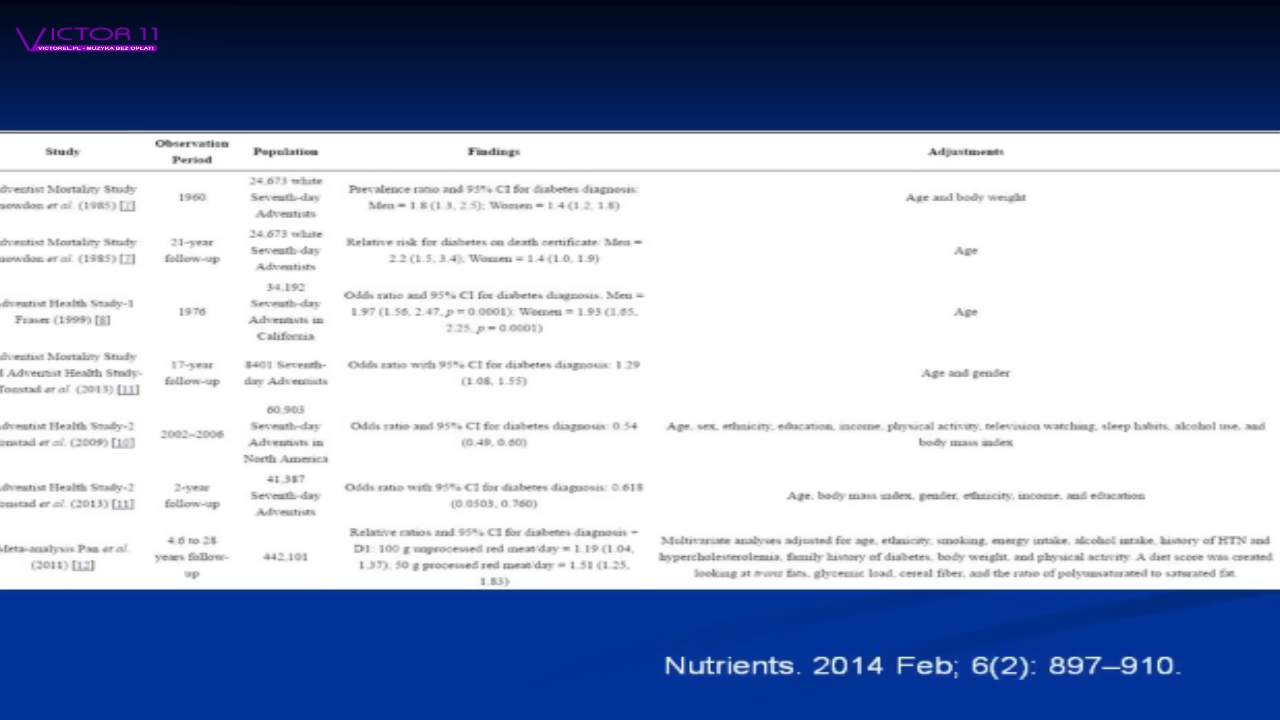 VICTOR 11
VICTOREL.PL - MUZYKA BEZ OPŁAT!
Study
Observation
Period
Population
Findings
Adjustments
dventist Mortality Study
nowdon et al. (1985) [7]
1960
24,673 white
Seventh-day
Adventists
Prevalence ratio and 95% CI for diabetes diagnosis:
Men = 1.8 (1.3, 2.5); Women = 1.4 (1.2, 1.8)
Age and body weight
dventist Mortality Study
nowdon et al. (1985) [7]
21-year
follow-up
24,673 white
Seventh-day
Adventists
Relative risk for diabetes on death certificate: Men =
2.2 (1.5, 3.4); Women = 1.4 (1.0, 1.9)
Age
dventist Health Study-1
Fraser (1999) [8]
1976
34,192
Seventh-day
Adventists in
California
Odds ratio and 95% CI for diabetes diagnosis: Men =
1.97 (1.56, 2.47, p = 0.0001); Women = 1.93 (1.65,
2.25, p = 0.0001)
Age
dventist Mortality Study
d Adventist Health Study-
Tonstad et al. (2013) [11]
17-year
follow-up
8401 Seventh-
day Adventists
Odds ratio with 95% CI for diabetes diagnosis: 1.29
(1.08, 1.55)
Age and gender
dventist Health Study-2
onstad et al. (2009) [10]
2002–2006
60,903
Seventh-day
Adventists in
North America
Odds ratio and 95% CI for diabetes diagnosis: 0.54
(0.49, 0.60)
Age, sex, ethnicity, education, income, physical activity, television watching, sleep habits, alcohol use, and
body mass index
dventist Health Study-2
onstad et al. (2013) [11]
2-year
follow-up
41,387
Seventh-day
Adventists
Odds ratio with 95% CI for diabetes diagnosis: 0.618
(0.0503, 0.760)
Age, body mass index, gender, ethnicity, income, and education
Meta-analysis Pan et al.
(2011) [12]
4.6 to 28
years follow-
up
442,101
Relative ratios and 95% CI for diabetes diagnosis =
D1: 100 g unprocessed red meat/day = 1.19 (1.04,
1.37); 50 g processed red meat/day = 1.51 (1.25,
1.83)
Multivariate analyses adjusted for age, ethnicity, smoking, energy intake, alcohol intake, history of HTN and
hypercholesterolemia, family history of diabetes, body weight, and physical activity. A diet score was created
looking at trans fats, glycemic load, cereal fiber, and the ratio of polyunsaturated to saturated fat.
Nutrients. 2014 Feb; 6(2): 897–910.